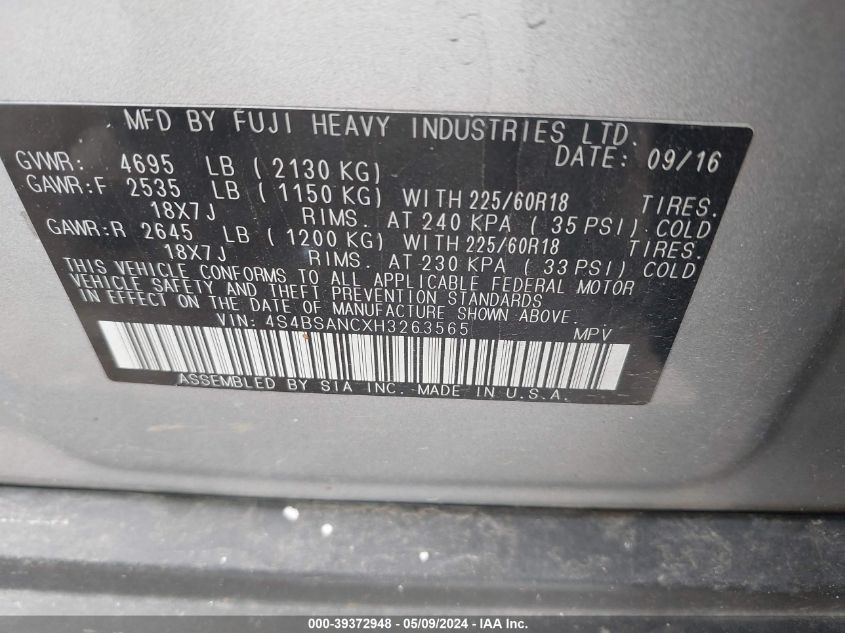 MFD BY FUJI HEAVY INDUSTRIES LTD.
DATE: 09/16
GVWR: 4695 LB ( 2130 KG)
GAWR:F 2535 LB ( 1150 KG) WITH 225/60R18 TIRES.
18X7J RIMS. AT 240 KPA ( 35 PSI) COLD
GAWR:R 2645 LB ( 1200 KG) WITH 225/60R18 TIRES.
18X7J RIMS. AT 230 KPA ( 33 PSI) COLD
THIS VEHICLE CONFORMS TO ALL APPLICABLE FEDERAL MOTOR
VEHICLE SAFETY AND THEFT PREVENTION STANDARDS
IN EFFECT ON THE DATE OF MANUFACTURE SHOWN ABOVE.
VIN: 4S4BSANCXH3263565 MPV
ASSEMBLED BY SIA INC. MADE IN U.S.A.
000-39372948 - 05/09/2024 - IAA Inc.